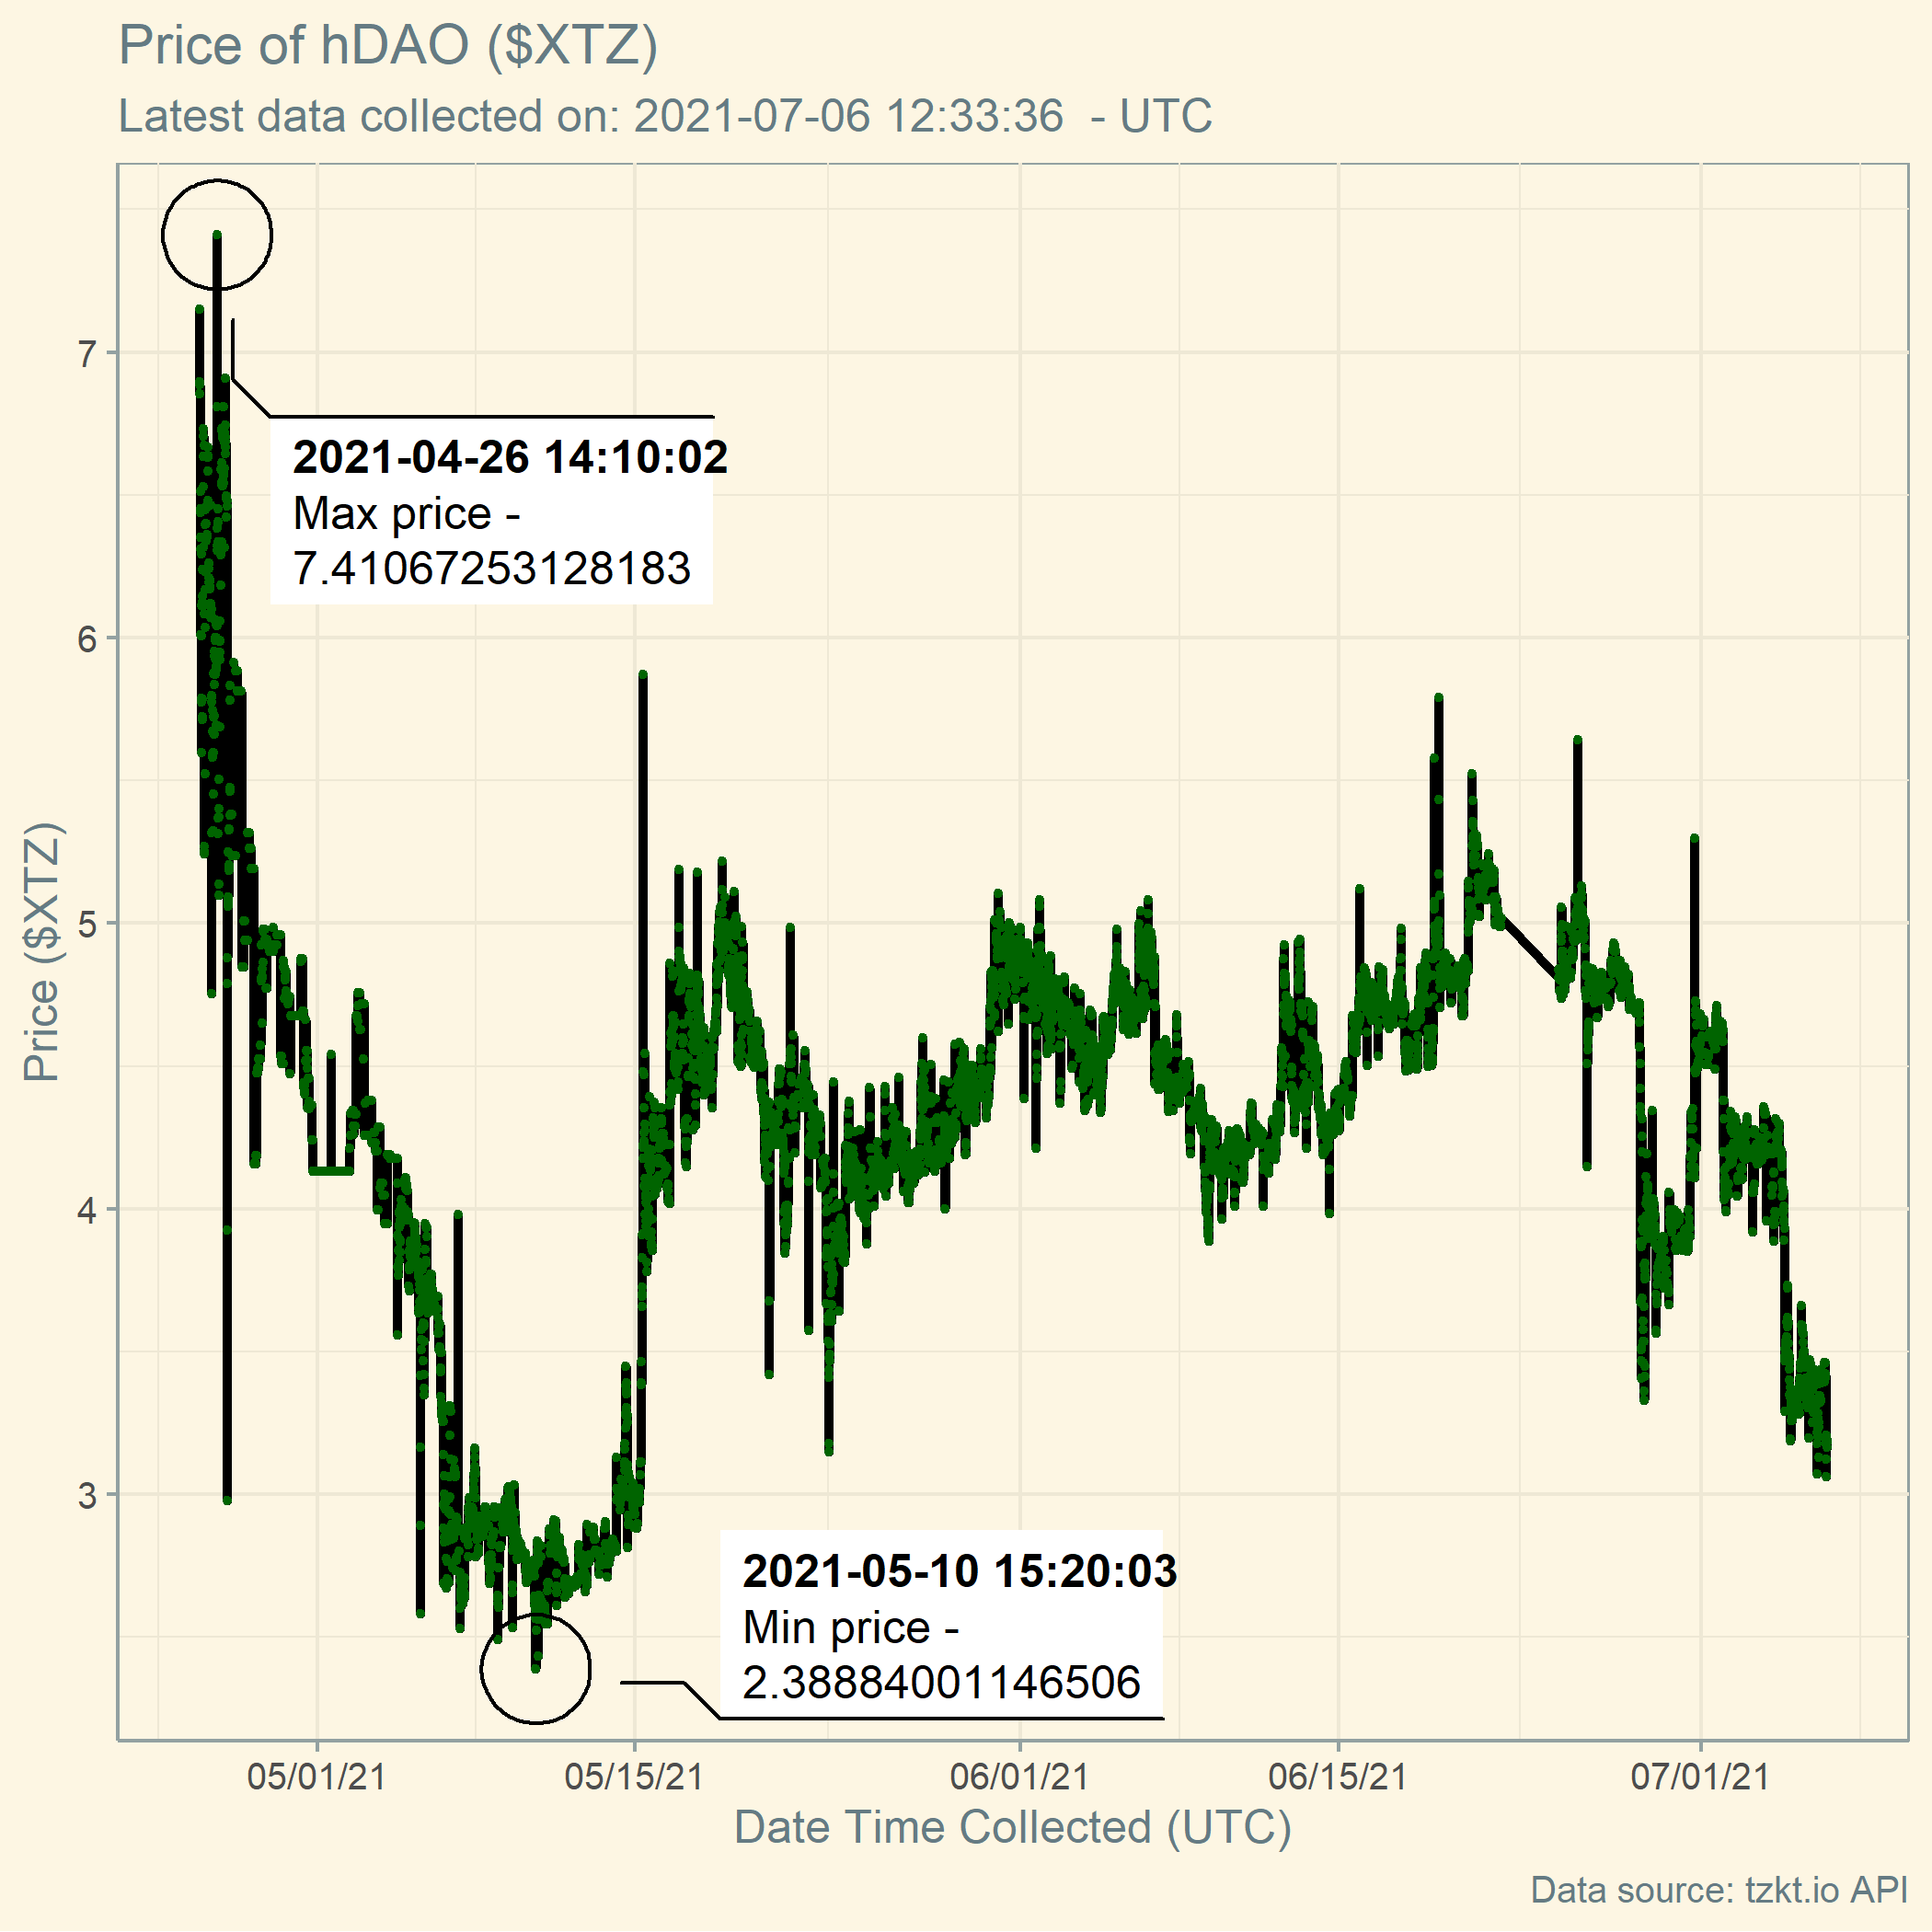 Price of hDAO ($XTZ)
Latest data collected on: 2021-07-06 12:33:36  - UTC
7
6
5
4
3
Price ($XTZ)
2021-04-26 14:10:02
Max price -
7.41067253128183
2021-05-10 15:20:03
Min price -
2.38884001146506
05/01/21
05/15/21
06/01/21
06/15/21
07/01/21
Date Time Collected (UTC)
Data source: tzkt.io API